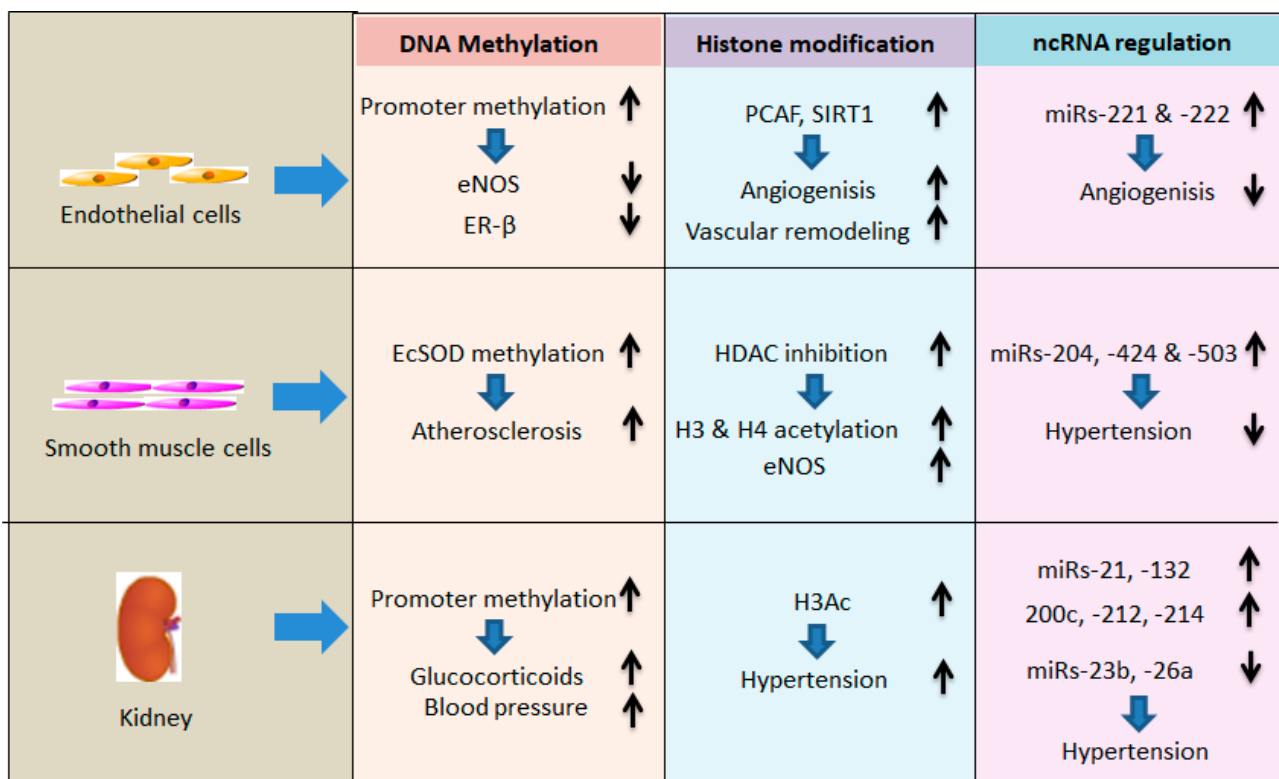 DNA Methylation
Histone modification
ncRNA regulation
Endothelial cells
Promoter methylation
eNOS
ER-β
PCAF, SIRT1
Angiogenisis
Vascular remodeling
miRs-221 & -222
Angiogenisis
Smooth muscle cells
EcSOD methylation
Atherosclerosis
HDAC inhibition
H3 & H4 acetylation
eNOS
miRs-204, -424 & -503
Hypertension
Kidney
Promoter methylation
Glucocorticoids
Blood pressure
H3Ac
Hypertension
miRs-21, -132
200c, -212, -214
miRs-23b, -26a
Hypertension